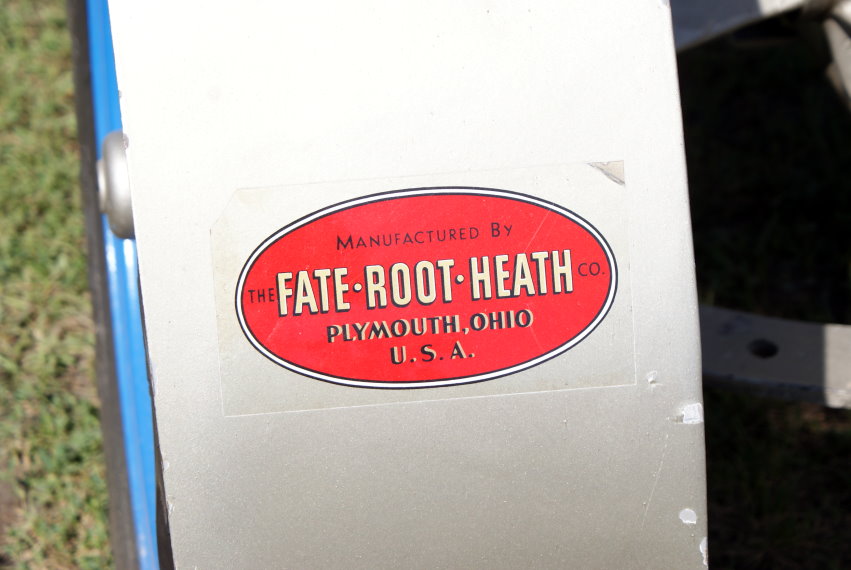 Manufactured By
THE FATE·ROOT·HEATH CO.
PLYMOUTH, OHIO
U.S.A.